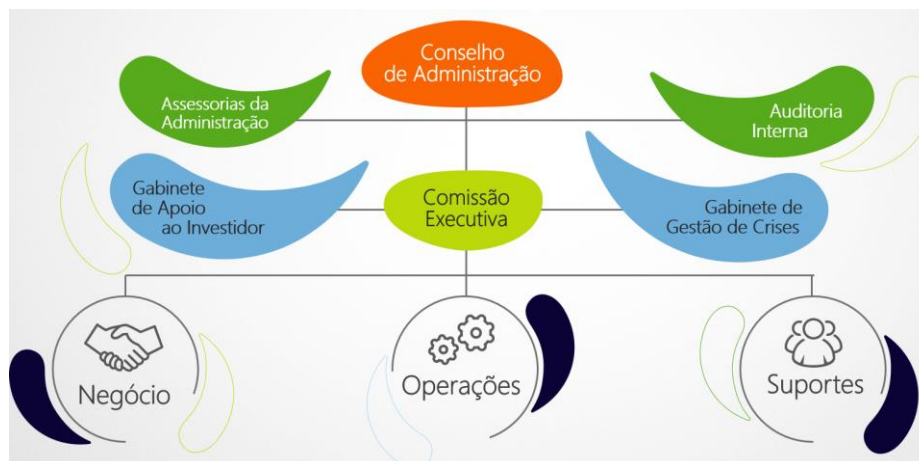 Conselho
de Administração
Assessorias da
Administração
Auditoria
Interna
Gabinete
de Apoio
ao Investidor
Comissão
Executiva
Gabinete de
Gestão de Crises
Negócio
Operações
Suportes